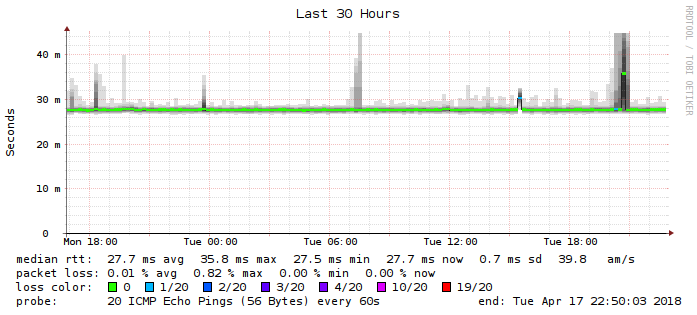 Last 30 Hours
RRDTOOL / TOBI OETIKER
Seconds
40 m
30 m
20 m
10 m
0
Mon 18:00 Tue 00:00 Tue 06:00 Tue 12:00 Tue 18:00
median rtt: 27.7 ms avg 35.8 ms max 27.5 ms min 27.7 ms now 0.7 ms sd 39.8 am/s
packet loss: 0.01 % avg 0.82 % max 0.00 % min 0.00 % now
loss color: 0 1/20 2/20 3/20 4/20 10/20 19/20
probe: 20 ICMP Echo Pings (56 Bytes) every 60s end: Tue Apr 17 22:50:03 2018